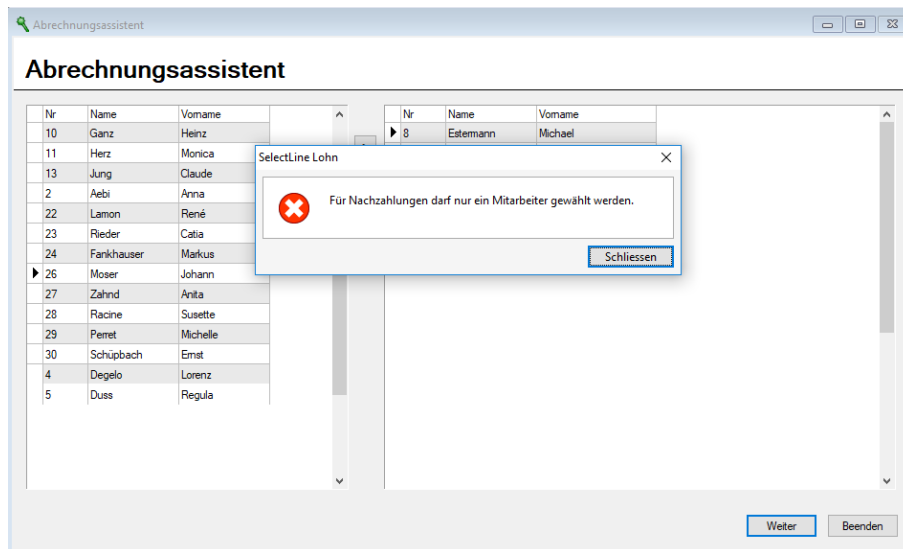 Abrechnungsassistent
Abrechnungsassistent
Nr Name Vorname
10 Ganz Heinz
11 Herz Monica
13 Jung Claude
2 Aebi Anna
22 Lamon René
23 Rieder Catia
24 Fankhauser Markus
26 Moser Johann
27 Zahnd Anita
28 Racine Susette
29 Perret Michelle
30 Schüpbach Ernst
4 Degelo Lorenz
5 Duss Regula
Nr Name Vorname
8 Estermann Michael
SelectLine Lohn
Für Nachzahlungen darf nur ein Mitarbeiter gewählt werden.
Schliessen
Weiter Beenden